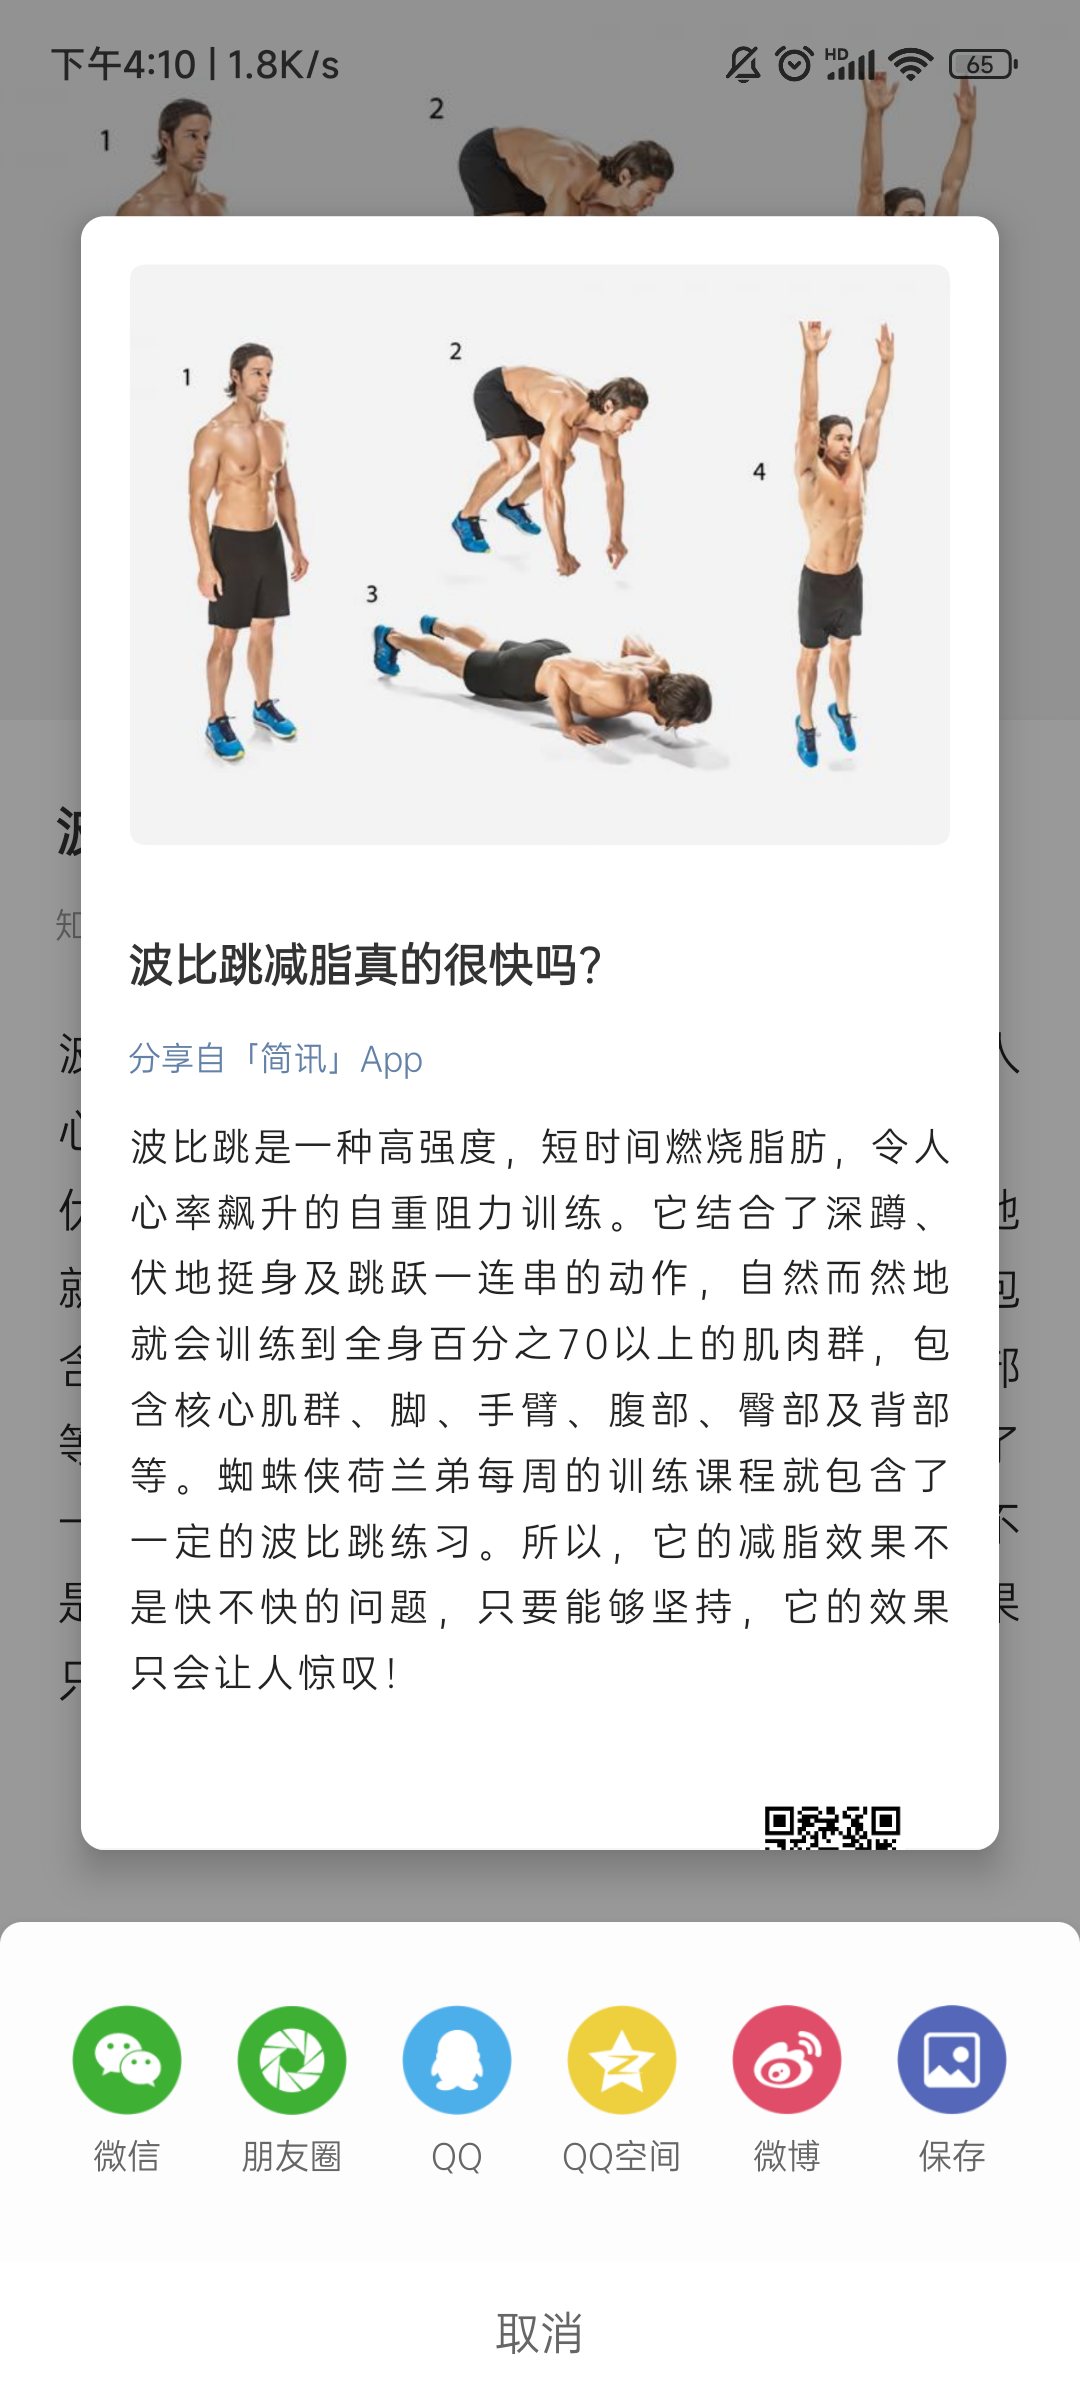 下午4:10 | 1.8K/s
HD
65
1
2
1
2
4
3
波比跳减脂真的很快吗？
分享自「简讯」App
波比跳是一种高强度，短时间燃烧脂肪，令人
心率飙升的自重阻力训练。它结合了深蹲、
伏地挺身及跳跃一连串的动作，自然而然地
就会训练到全身百分之70以上的肌肉群，包
含核心肌群、脚、手臂、腹部、臀部及背部
等。蜘蛛侠荷兰弟每周的训练课程就包含了
一定的波比跳练习。所以，它的减脂效果不
是快不快的问题，只要能够坚持，它的效果
只会让人惊叹！
微信
朋友圈
QQ
QQ空间
微博
保存
取消